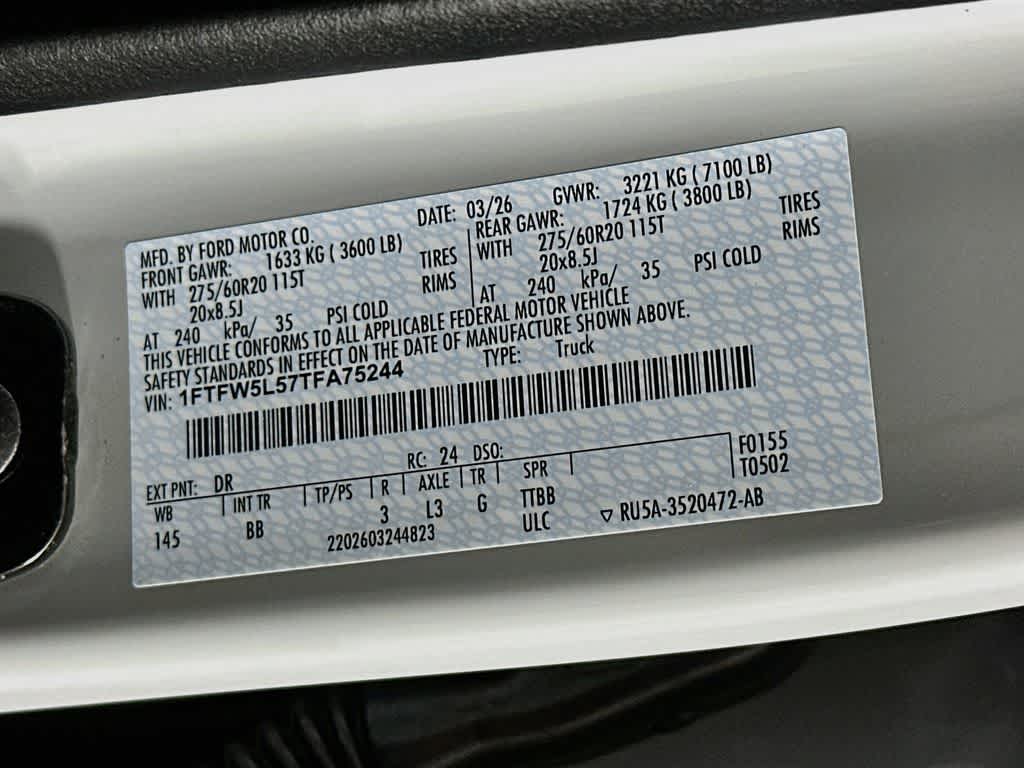 MFD. BY FORD MOTOR CO. DATE: 03/26 GVWR: 3221 KG ( 7100 LB)
FRONT GAWR: 1633 KG ( 3600 LB) REAR GAWR: 1724 KG ( 3800 LB)
WITH 275/60R20 115T TIRES WITH 275/60R20 115T TIRES
20x8.5J RIMS 20x8.5J RIMS
AT 240 kPa/ 35 PSI COLD AT 240 kPa/ 35 PSI COLD
THIS VEHICLE CONFORMS TO ALL APPLICABLE FEDERAL MOTOR VEHICLE
SAFETY STANDARDS IN EFFECT ON THE DATE OF MANUFACTURE SHOWN ABOVE.
VIN: 1FTFW5L57TFA75244 TYPE: Truck
EXT PNT: DR RC: 24 DSO: F0155
WB INT TR TP/PS R AXLE TR SPR T0502
145 BB 3 L3 G TTBB
2202603244823 ULC ▽ RU5A-3520472-AB